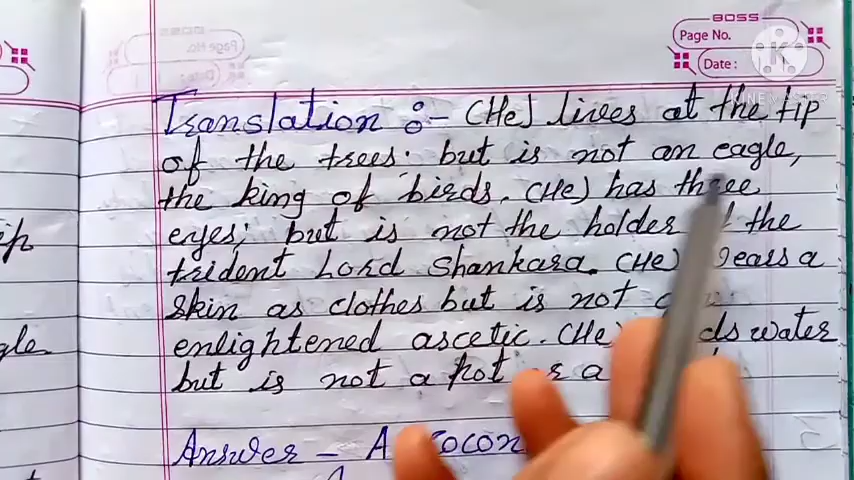 BOSS
Page No.
Date:
Translation :- (He) lives at the tip
of the trees. but is not an eagle,
the king of birds. (He) has three
eyes; but is not the holder the
trident Lord Shankara. (He) a
skin as clothes but is not
enlightened ascetic. (He) water
but is not a pot a
Answer - A